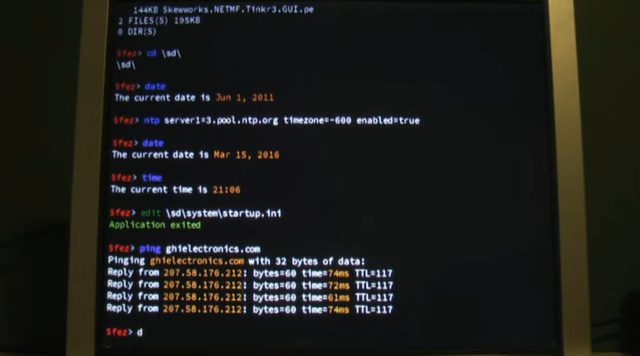 144KB Skewworks.NETMF.Tinkr3.GUI.pe
2 FILES(S) 195KB
0 DIR(S)
$fez> cd \sd\
\sd\
$fez> date
The current date is Jun 1, 2011
$fez> ntp server1=3.pool.ntp.org timezone=-600 enabled=true
$fez> date
The current date is Mar 15, 2016
$fez> time
The current time is 21:06
$fez> edit \sd\system\startup.ini
Application exited
$fez> ping ghielectronics.com
Pinging ghielectronics.com with 32 bytes of data:
Reply from 207.58.176.212: bytes=60 time=74ms TTL=117
Reply from 207.58.176.212: bytes=60 time=72ms TTL=117
Reply from 207.58.176.212: bytes=60 time=61ms TTL=117
Reply from 207.58.176.212: bytes=60 time=74ms TTL=117
$fez> d